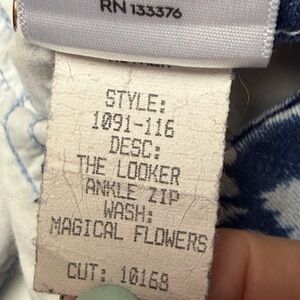 RN 133376
STYLE:
1091-116
DESC:
THE LOOKER
ANKLE ZIP
WASH:
MAGICAL FLOWERS
CUT: 10168